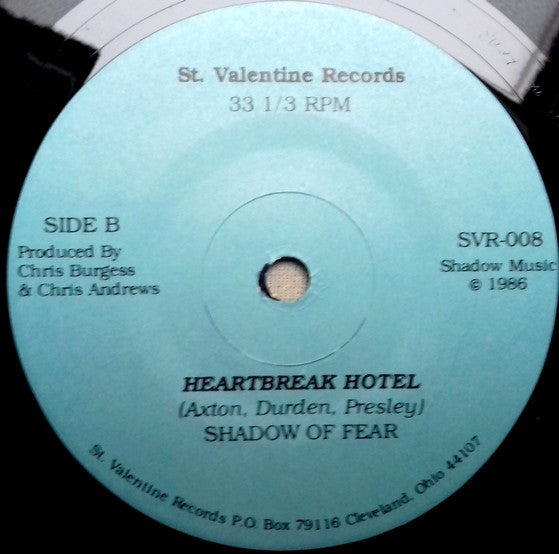 St. Valentine Records
33 1/3 RPM
SIDE B
Produced By
Chris Burgess
& Chris Andrews
SVR-008
Shadow Music
© 1986
HEARTBREAK HOTEL
(Axton, Durden, Presley)
SHADOW OF FEAR
St. Valentine Records P.O. Box 79116 Cleveland, Ohio 44107